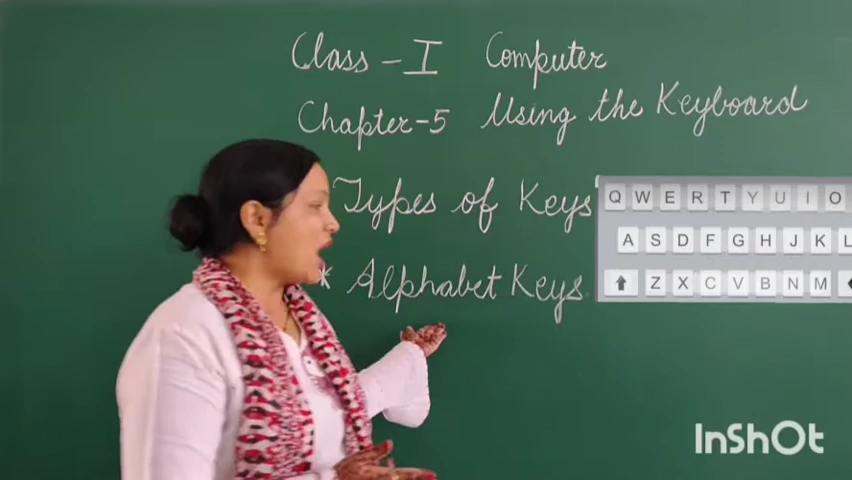 Class - I Computer
Chapter-5 Using the Keyboard
Types of Keys
* Alphabet Keys
Q W E R T Y U I O
A S D F G H J K L
Z X C V B N M
InShOt